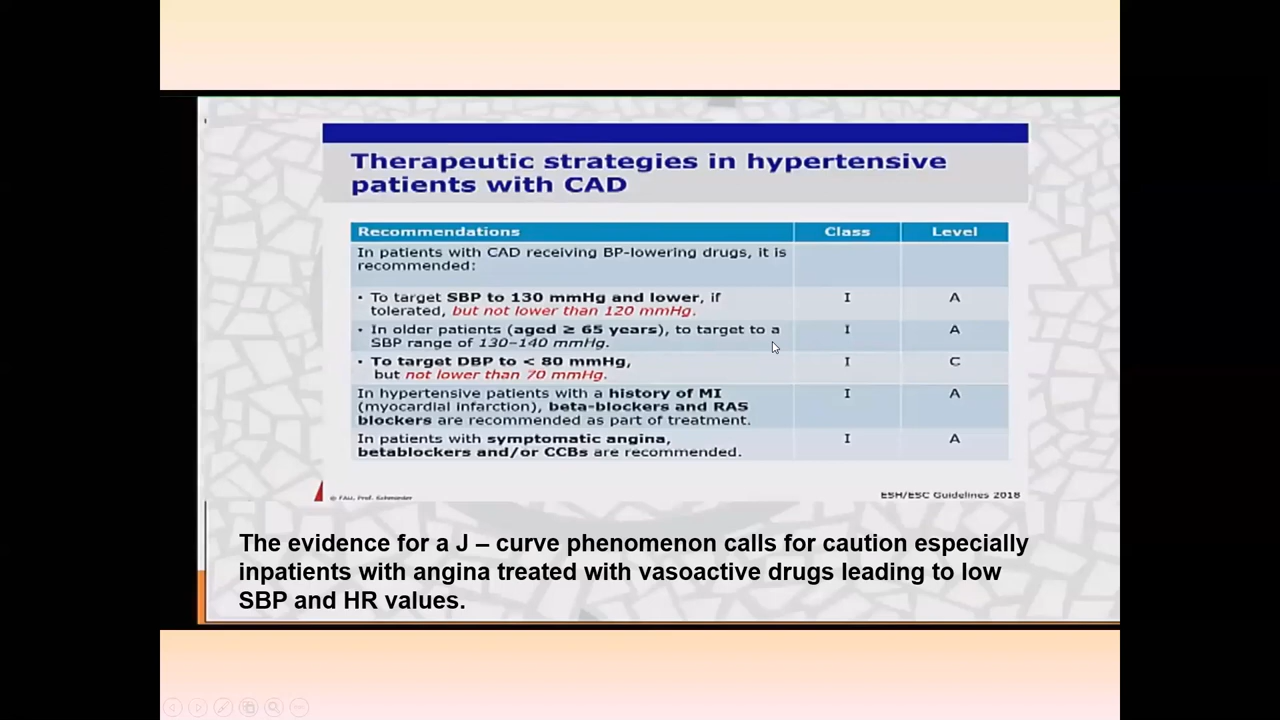 Therapeutic strategies in hypertensive
patients with CAD
Recommendations Class Level
In patients with CAD receiving BP-lowering drugs, it is
recommended:
• To target SBP to 130 mmHg and lower, if
tolerated, but not lower than 120 mmHg. I A
• In older patients (aged ≥ 65 years), to target to a
SBP range of 130–140 mmHg. I A
• To target DBP to < 80 mmHg,
but not lower than 70 mmHg. I C
In hypertensive patients with a history of MI
(myocardial infarction), beta-blockers and RAS
blockers are recommended as part of treatment. I A
In patients with symptomatic angina,
betablockers and/or CCBs are recommended. I A
© FAU, Prof. Schmieder
ESH/ESC Guidelines 2018
The evidence for a J – curve phenomenon calls for caution especially
inpatients with angina treated with vasoactive drugs leading to low
SBP and HR values.